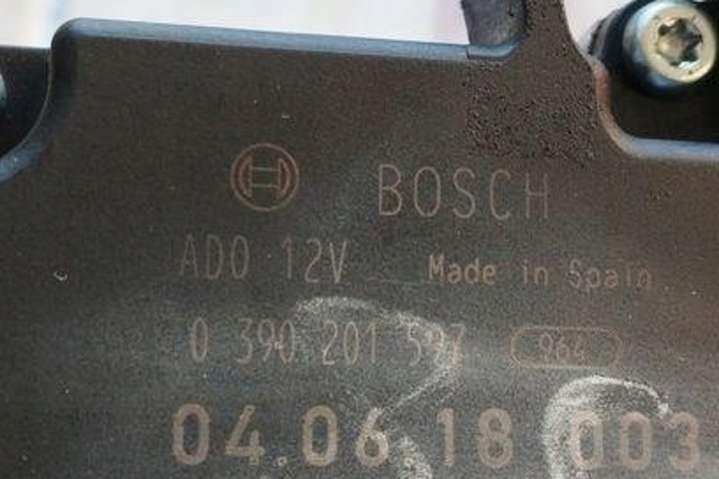 BOSCH
ADO 12V Made in Spain
0 390 201 597 964
04.06.18 003